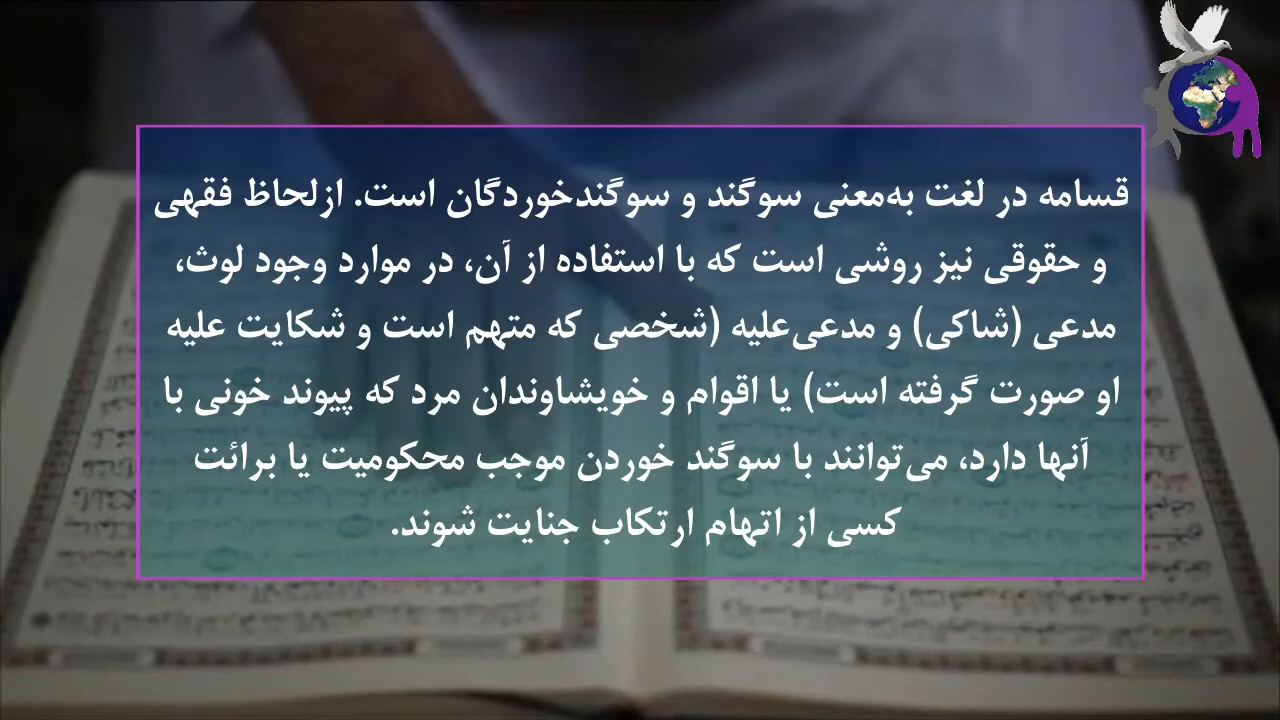 قسامه در لغت به‌معنی سوگند و سوگندخوردگان است. ازلحاظ فقهی
و حقوقی نیز روشی است که با استفاده از آن، در موارد وجود لوث،
مدعی (شاکی) و مدعی‌علیه (شخصی که متهم است و شکایت علیه
او صورت گرفته است) یا اقوام و خویشاوندان مرد که پیوند خونی با
آنها دارد، می‌توانند با سوگند خوردن موجب محکومیت یا برائت
کسی از اتهام ارتکاب جنایت شوند.